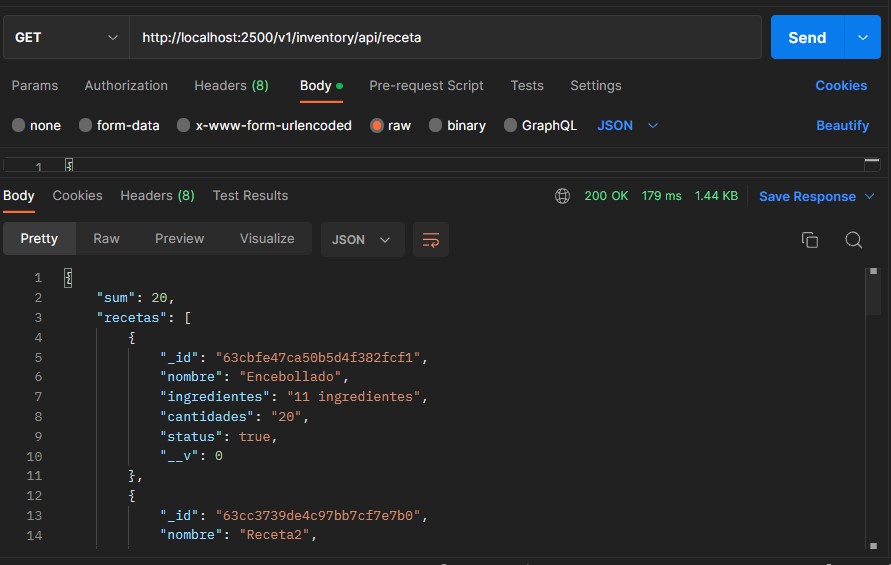 GET http://localhost:2500/v1/inventory/api/receta Send
Params Authorization Headers (8) Body Pre-request Script Tests Settings Cookies
none form-data x-www-form-urlencoded raw binary GraphQL JSON Beautify
1 {
Body Cookies Headers (8) Test Results 200 OK 179 ms 1.44 KB Save Response
Pretty Raw Preview Visualize JSON
1 {
2 "sum": 20,
3 "recetas": [
4 {
5 "_id": "63cbfe47ca50b5d4f382fcf1",
6 "nombre": "Encebollado",
7 "ingredientes": "11 ingredientes",
8 "cantidades": "20",
9 "status": true,
10 "__v": 0
11 },
12 {
13 "_id": "63cc3739de4c97bb7cf7e7b0",
14 "nombre": "Receta2",